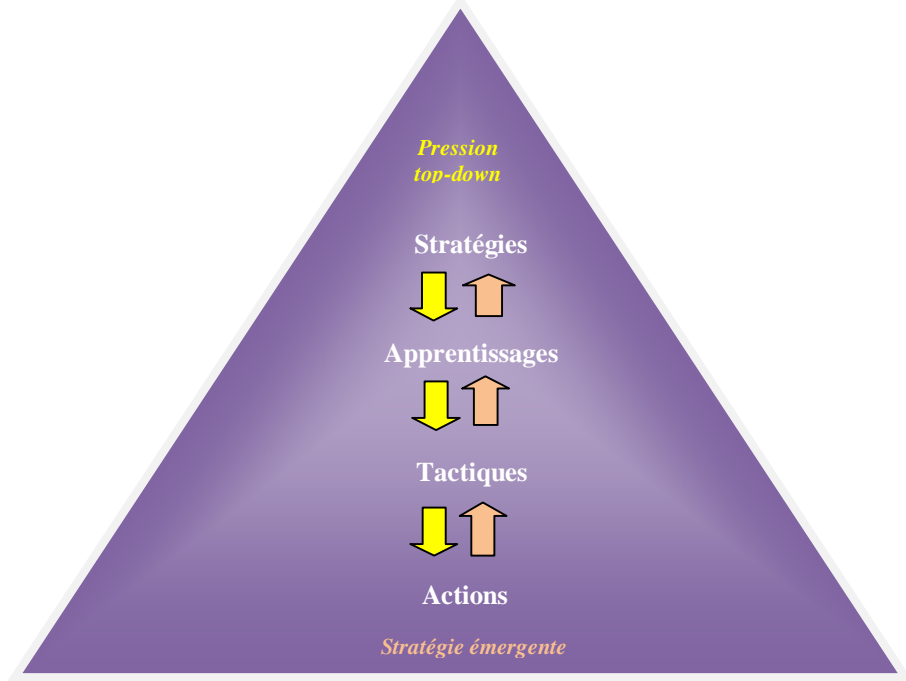 Pression
top-down
Stratégies
Apprentissages
Tactiques
Actions
Stratégie émergente